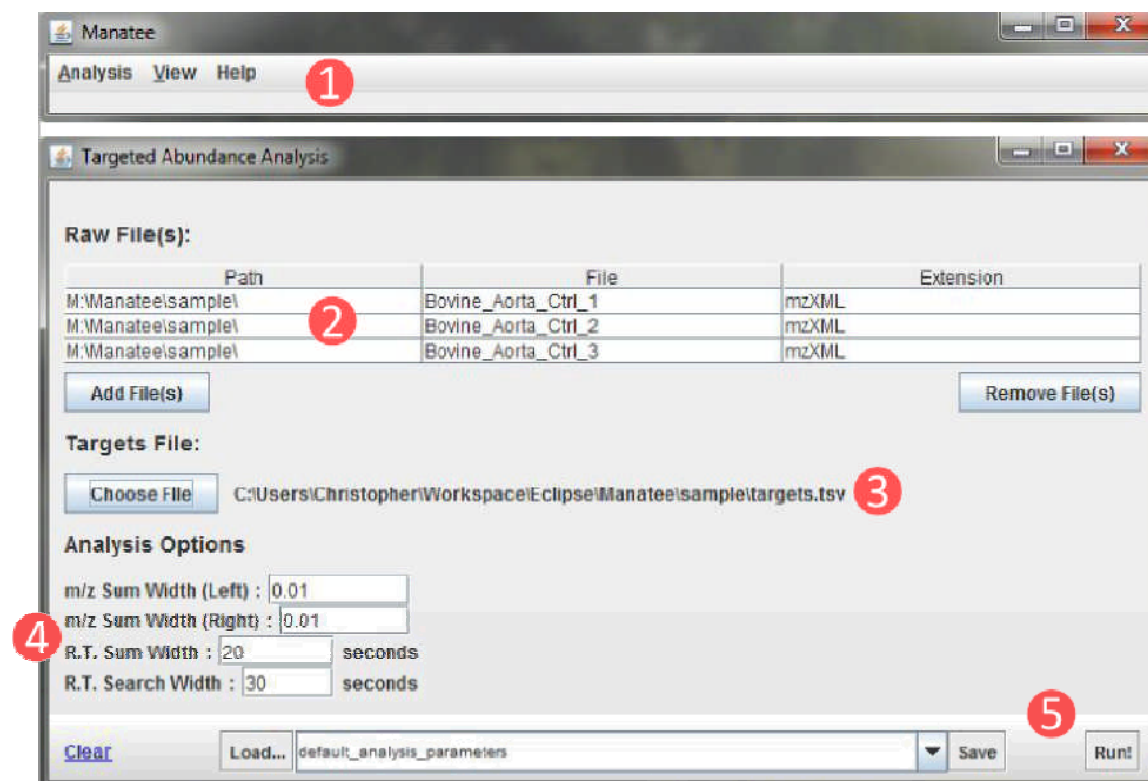 Manatee
Analysis View Help
1
Targeted Abundance Analysis
Raw File(s):
Path File Extension
M:\Manatee\sample\ Bovine_Aorta_Ctrl_1 mzXML
M:\Manatee\sample\ 2 Bovine_Aorta_Ctrl_2 mzXML
M:\Manatee\sample\ Bovine_Aorta_Ctrl_3 mzXML
Add File(s) Remove File(s)
Targets File:
Choose File C:\Users\Christopher\Workspace\Eclipse\Manatee\sample\targets.tsv 3
Analysis Options
m/z Sum Width (Left) : 0.01
m/z Sum Width (Right) : 0.01
4
R.T. Sum Width : 20 seconds
R.T. Search Width : 30 seconds
5
Clear Load... default_analysis_parameters Save Run!